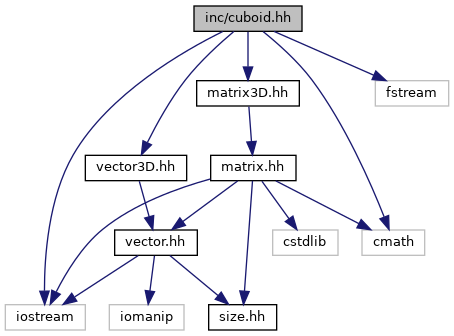 inc/cuboid.hh
matrix3D.hh
fstream
vector3D.hh
matrix.hh
vector.hh
cstdlib
cmath
iostream
iomanip
size.hh